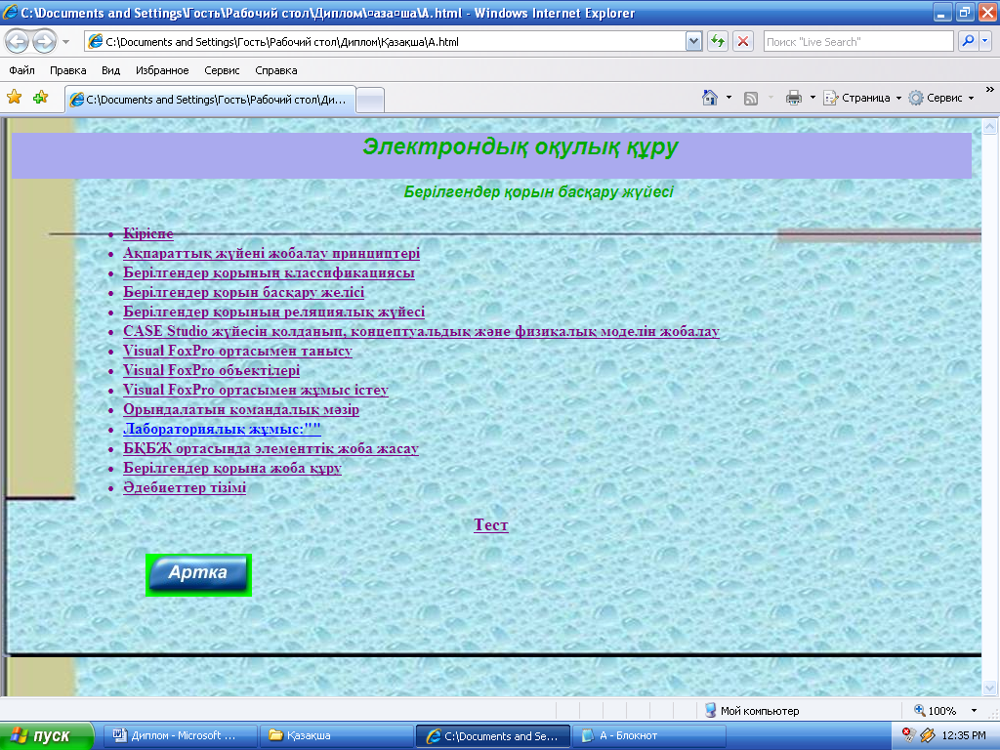 C:\Documents and Settings\Гость\Рабочий стол\Диплом\¤аза¤ша\A.html - Windows Internet Explorer
C:\Documents and Settings\Гость\Рабочий стол\Диплом\Қазақша\A.html
Поиск "Live Search"
Файл Правка Вид Избранное Сервис Справка
C:\Documents and Settings\Гость\Рабочий стол\Ди...
Страница Сервис »
Электрондық оқулық құру
Берілгендер қорын басқару жүйесі
Кіріспе
Ақпараттық жүйені жобалау принциптері
Берілгендер қорының классификациясы
Берілгендер қорын басқару желісі
Берілгендер қорының реляциялық жүйесі
CASE Studio жүйесін қолданып, концептуальдық және физикалық моделін жобалау
Visual FoxPro ортасымен танысу
Visual FoxPro объектілері
Visual FoxPro ортасымен жұмыс істеу
Орындалатын командалық мәзір
Лабораториялық жұмыс:""
БҚБЖ ортасында элементтік жоба жасау
Берілгендер қорына жоба құру
Әдебиеттер тізімі
Тест
Артка
Мой компьютер 100%
пуск Диплом - Microsoft ... Қазақша C:\Documents and Se... A - Блокнот 12:35 PM